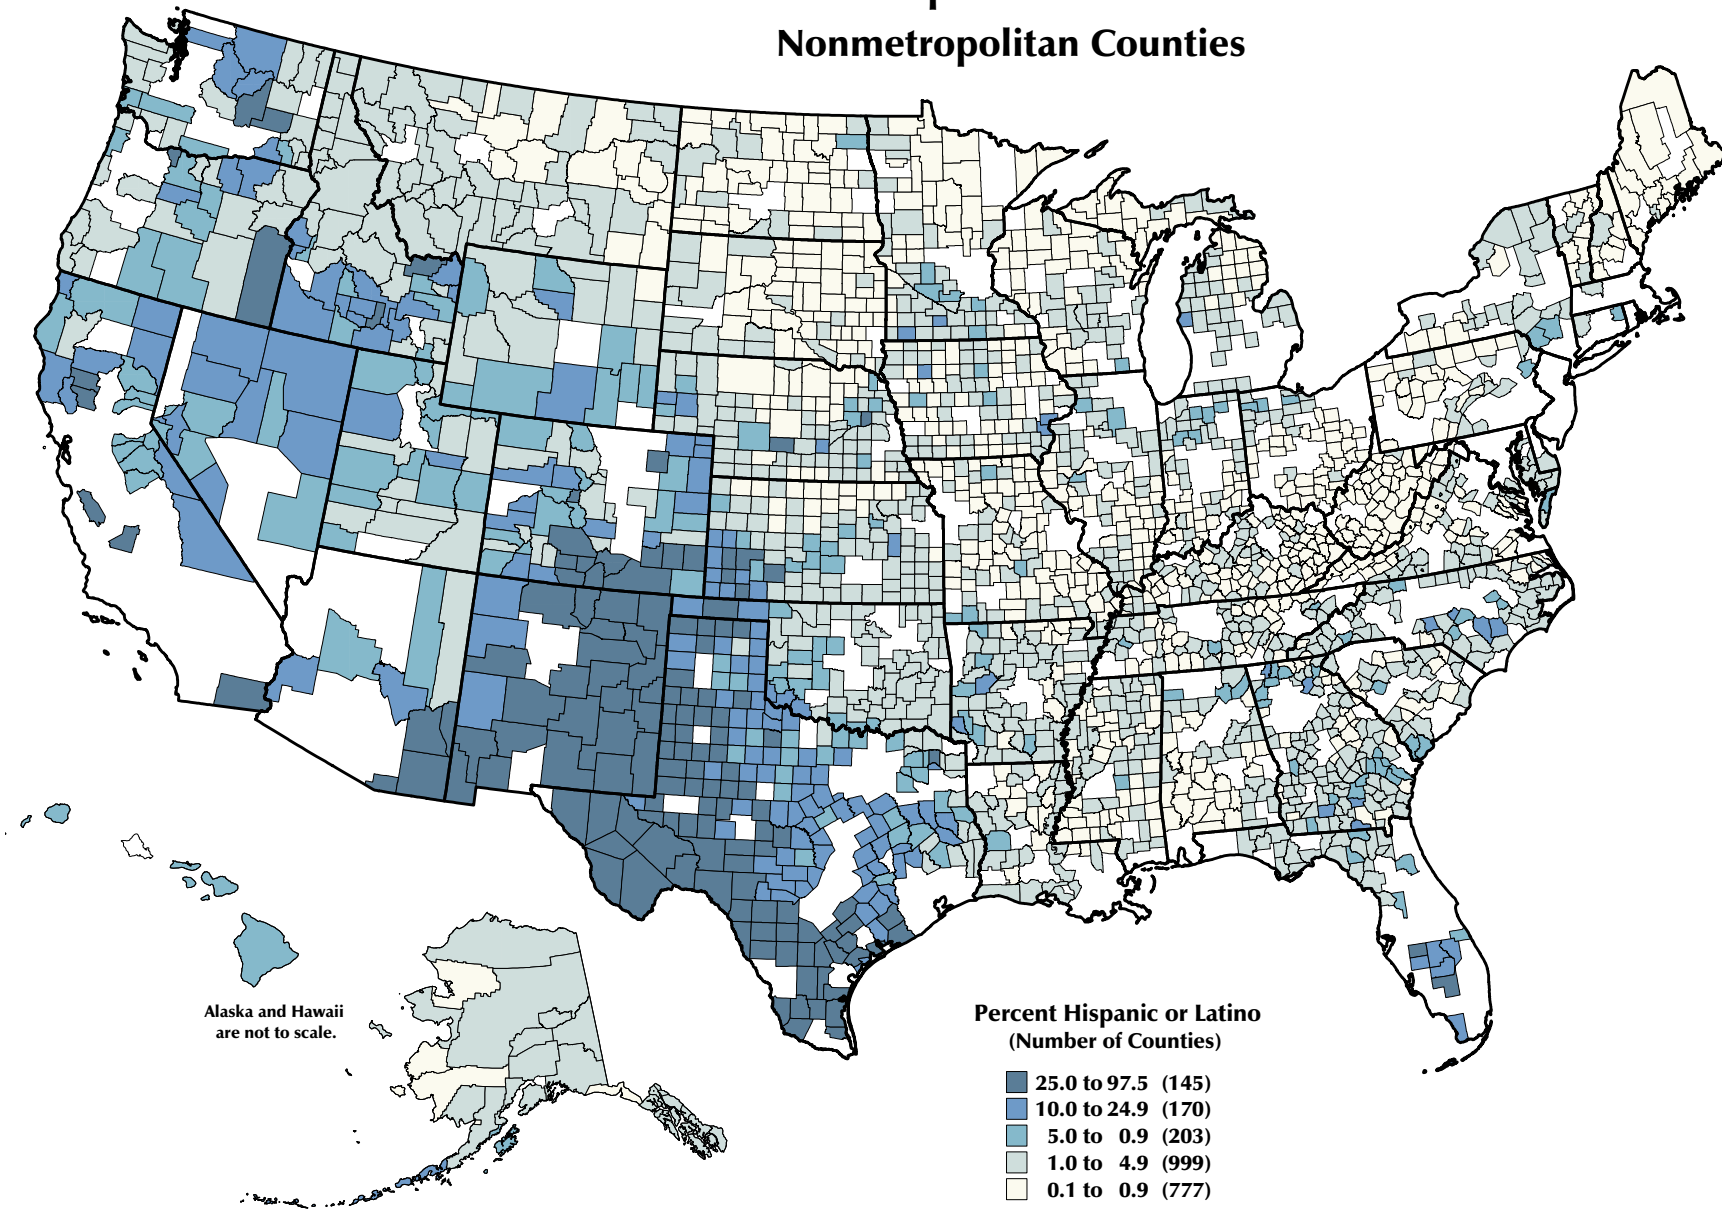 Nonmetropolitan Counties
Alaska and Hawaii
are not to scale.
Percent Hispanic or Latino
(Number of Counties)
25.0 to 97.5 (145)
10.0 to 24.9 (170)
5.0 to 0.9 (203)
1.0 to 4.9 (999)
0.1 to 0.9 (777)